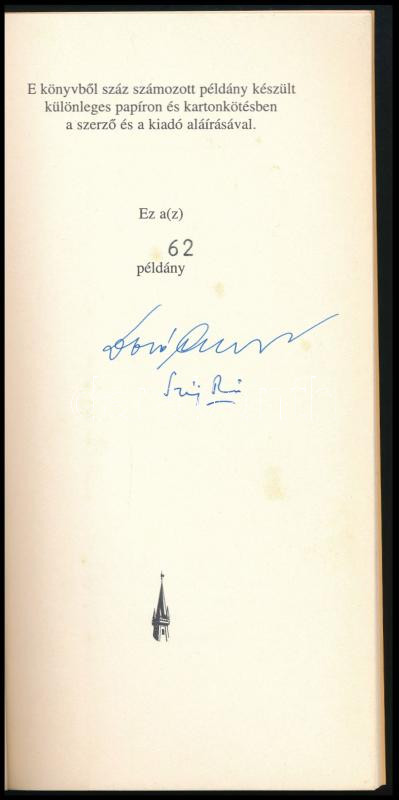 E könyvből száz számozott példány készült
különleges papíron és kartonkötésben
a szerző és a kiadó aláírásával.
Ez a(z)
62
példány